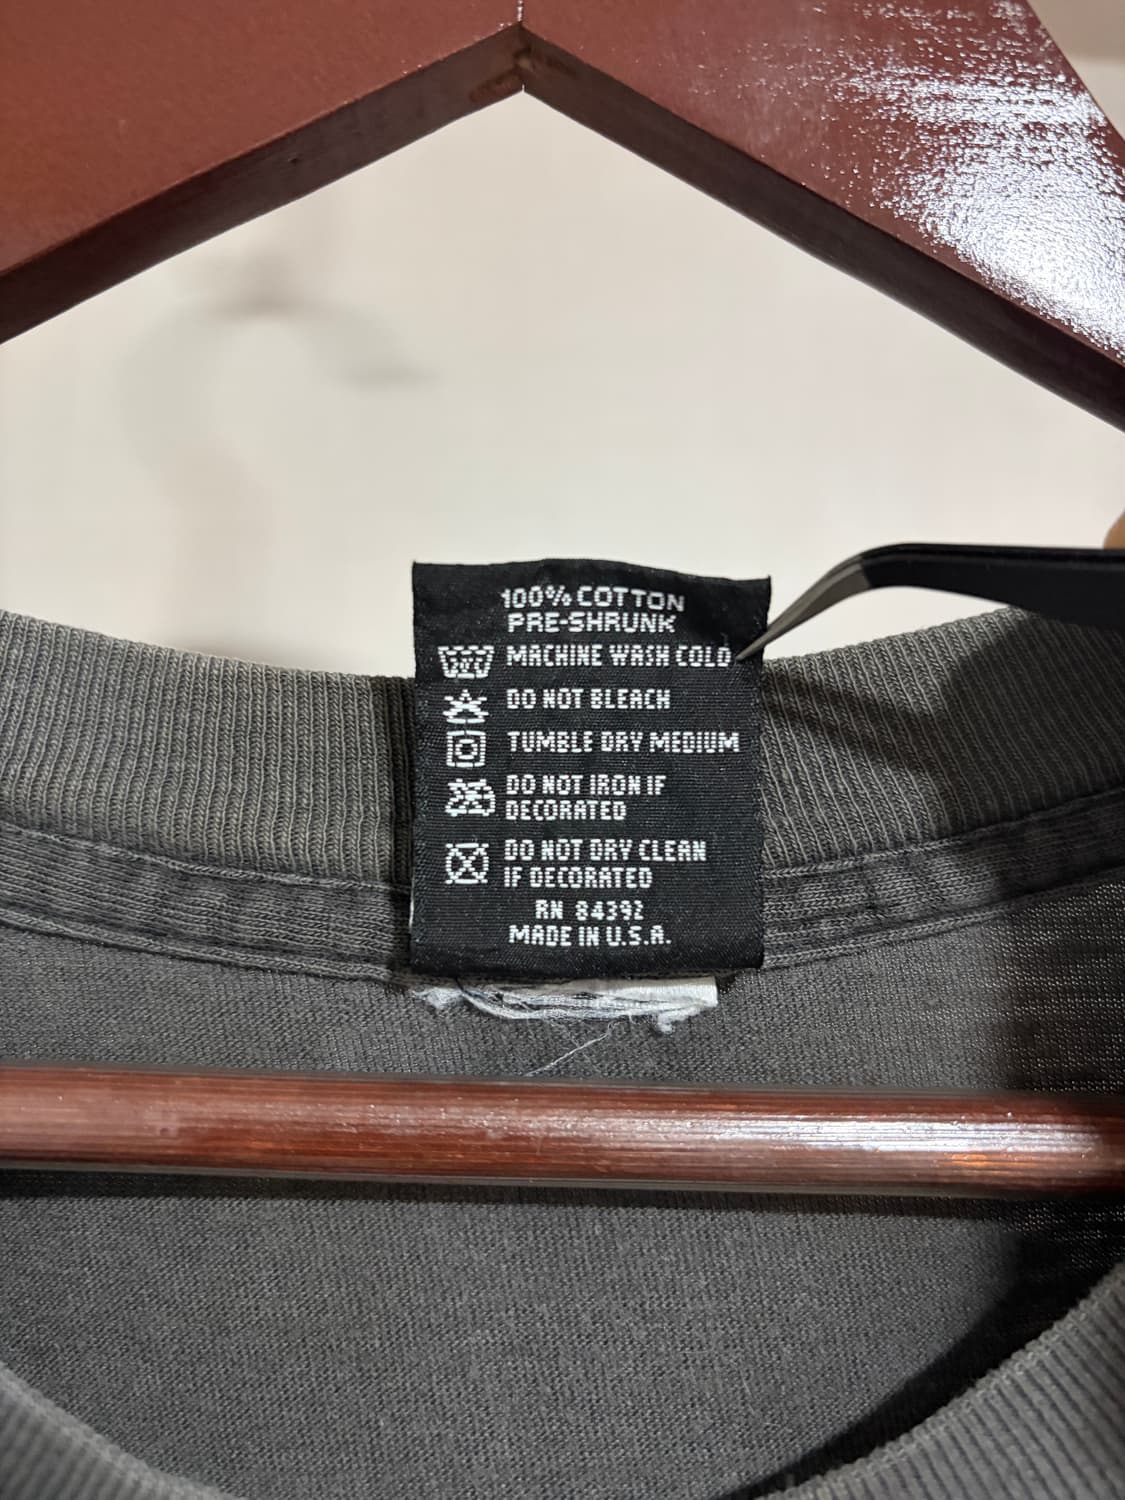 100% COTTON
PRE-SHRUNK
MACHINE WASH COLD
DO NOT BLEACH
TUMBLE DRY MEDIUM
DO NOT IRON IF
DECORATED
DO NOT DRY CLEAN
IF DECORATED
RN 84392
MADE IN U.S.A.